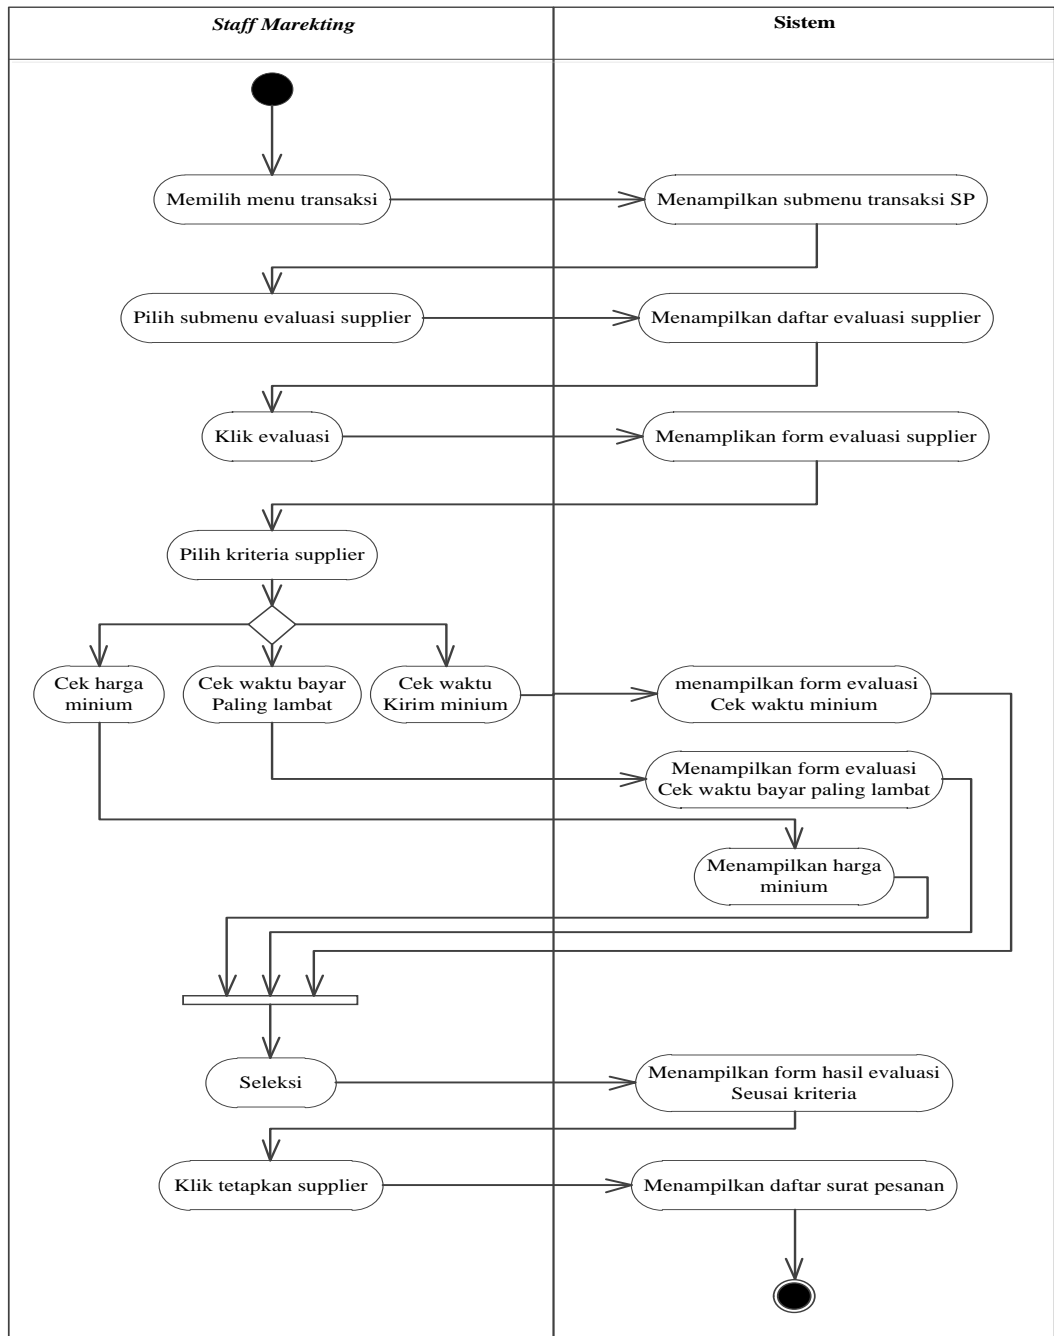 Staff Marekting
Sistem
Memilih menu transaksi
Menampilkan submenu transaksi SP
Pilih submenu evaluasi supplier
Menampilkan daftar evaluasi supplier
Klik evaluasi
Menamplikan form evaluasi supplier
Pilih kriteria supplier
Cek harga
minium
Cek waktu bayar
Paling lambat
Cek waktu
Kirim minium
menampilkan form evaluasi
Cek waktu minium
Menampilkan form evaluasi
Cek waktu bayar paling lambat
Menampilkan harga
minium
Seleksi
Menampilkan form hasil evaluasi
Seusai kriteria
Klik tetapkan supplier
Menampilkan daftar surat pesanan